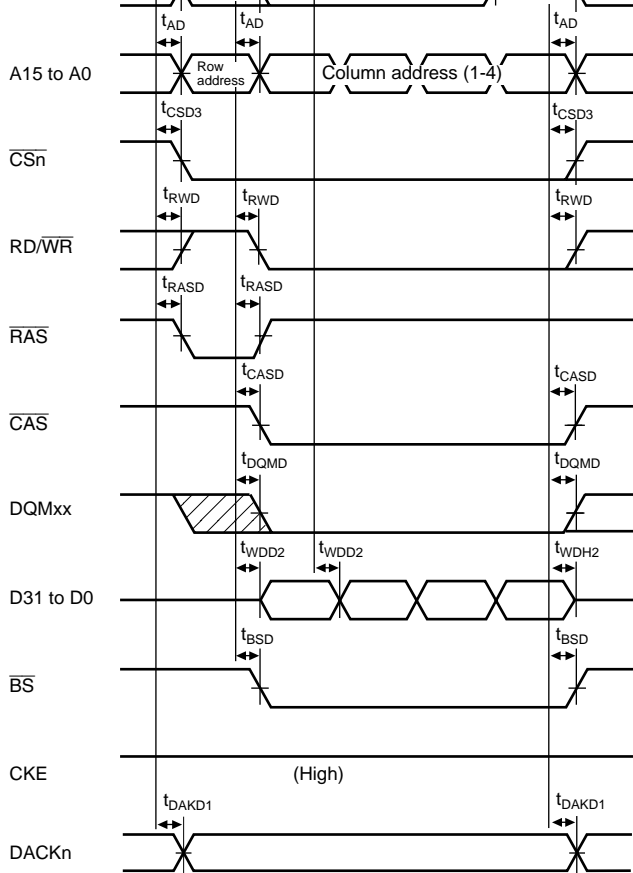 tAD tAD tAD
A15 to A0 Row address Column address (1-4)
tCSD3 tCSD3
CSn
tRWD tRWD tRWD
RD/WR
tRASD tRASD
RAS
tCASD tCASD
CAS
tDQMD tDQMD
DQMxx
tWDD2 tWDD2 tWDH2
D31 to D0
tBSD tBSD
BS
CKE (High)
tDAKD1 tDAKD1
DACKn